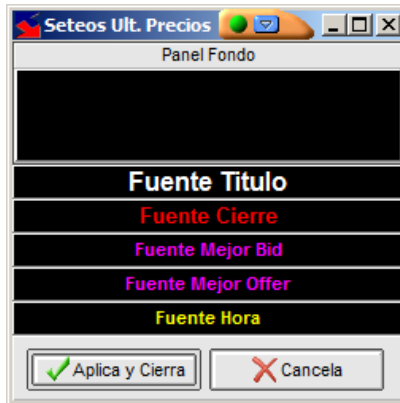 Seteos Ult. Precios
Panel Fondo
Fuente Titulo
Fuente Cierre
Fuente Mejor Bid
Fuente Mejor Offer
Fuente Hora
Aplica y Cierra
Cancela